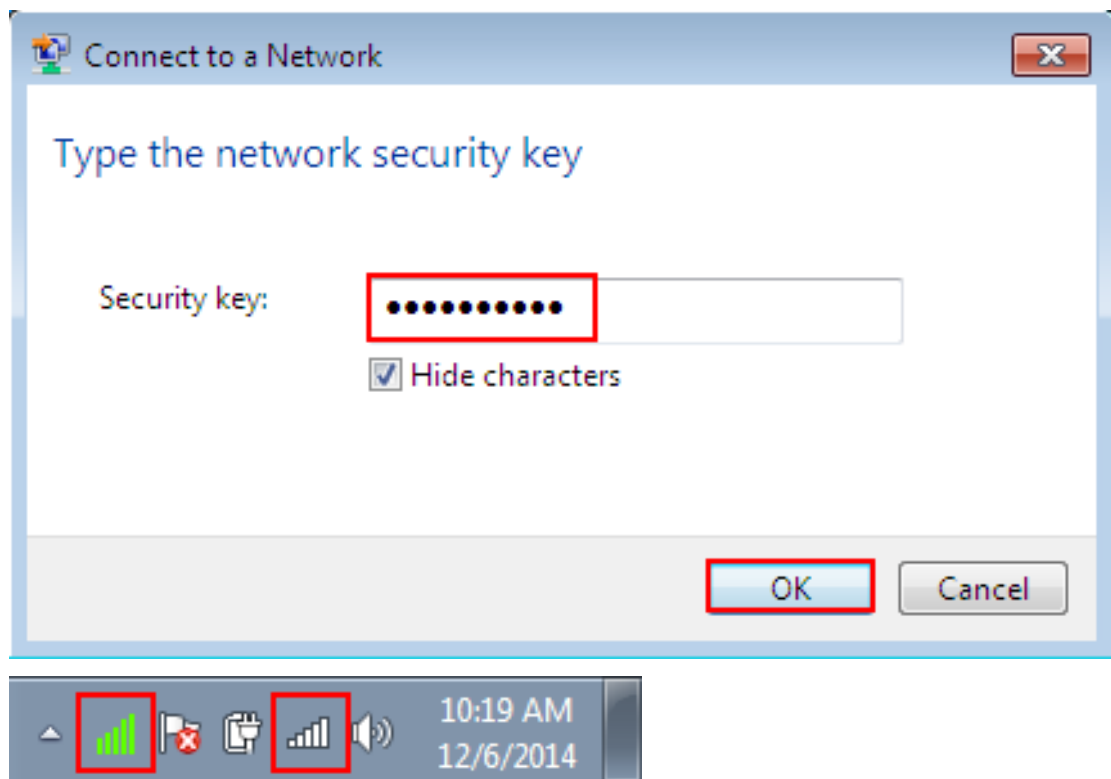 Connect to a Network
Type the network security key
Security key:
••••••••••
Hide characters
OK
Cancel
10:19 AM
12/6/2014